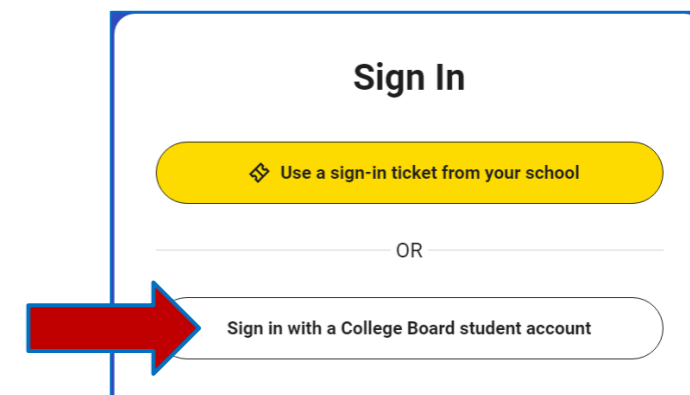 Sign In
Use a sign-in ticket from your school
OR
Sign in with a College Board student account